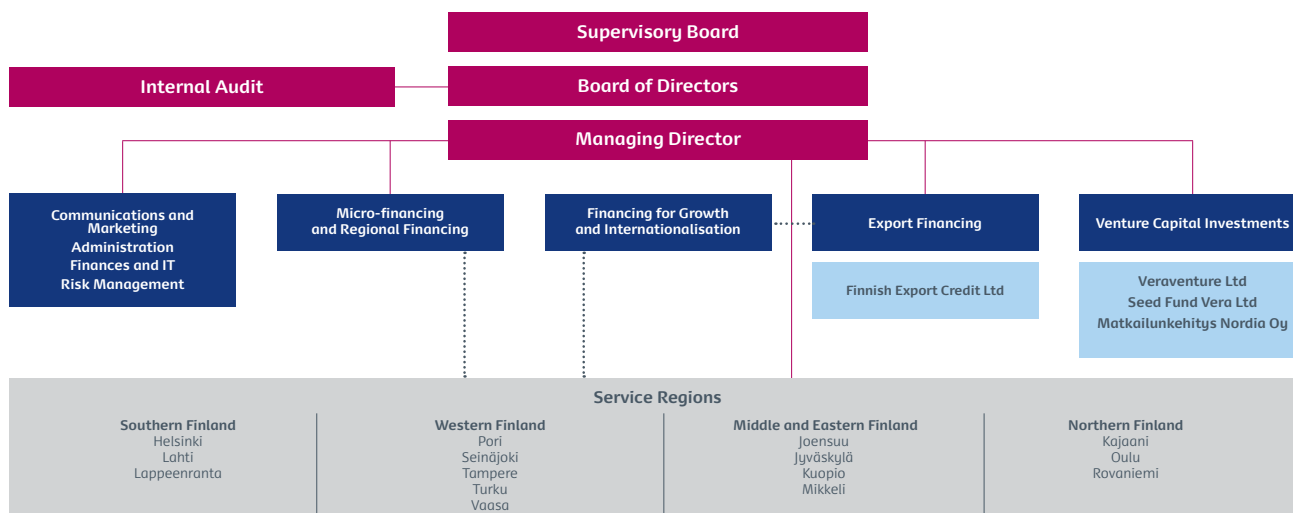 Supervisory Board
Internal Audit
Board of Directors
Managing Director
Communications and
Marketing
Administration
Finances and IT
Risk Management
Micro-financing
and Regional Financing
Financing for Growth
and Internationalisation
Export Financing
Venture Capital Investments
Finnish Export Credit Ltd
Veraventure Ltd
Seed Fund Vera Ltd
Matkailunkehitys Nordia Oy
Service Regions
Southern Finland
Helsinki
Lahti
Lappeenranta
Western Finland
Pori
Seinäjoki
Tampere
Turku
Vaasa
Middle and Eastern Finland
Joensuu
Jyväskylä
Kuopio
Mikkeli
Northern Finland
Kajaani
Oulu
Rovaniemi